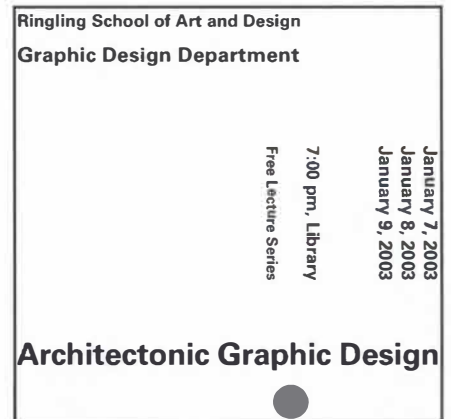 Ringling School of Art and Design
Graphic Design Department
January 7, 2003
January 8, 2003
January 9, 2003
7:00 pm, Library
Free Lecture Series
Architectonic Graphic Design